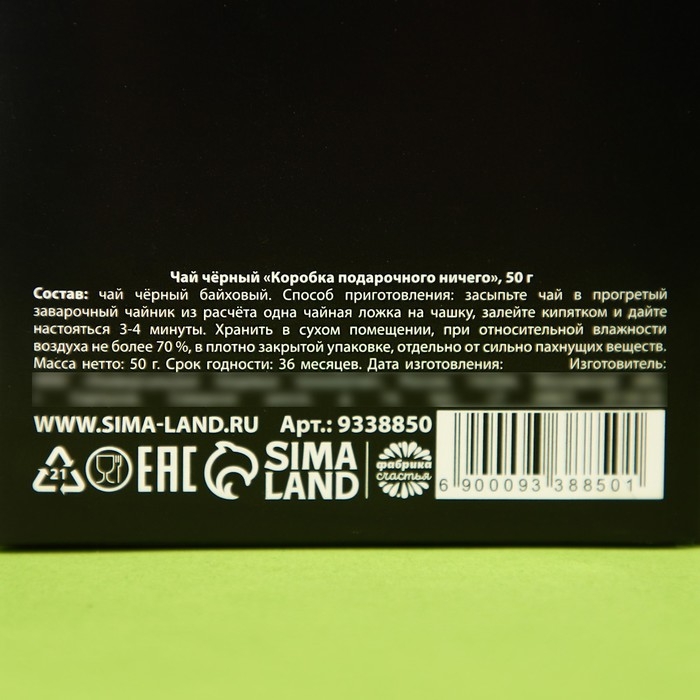 Чай чёрный «Коробка подарочного ничего», 50 г
Состав: чай чёрный байховый. Способ приготовления: засыпьте чай в прогретый
заварочный чайник из расчёта одна чайная ложка на чашку, залейте кипятком и дайте
настояться 3-4 минуты. Хранить в сухом помещении, при относительной влажности
воздуха не более 70 %, в плотно закрытой упаковке, отдельно от сильно пахнущих веществ.
Масса нетто: 50 г. Срок годности: 36 месяцев. Дата изготовления: Изготовитель:
WWW.SIMA-LAND.RU Арт.: 9338850
21 EAC SIMA LAND фабрика счастья
6 900093 388501